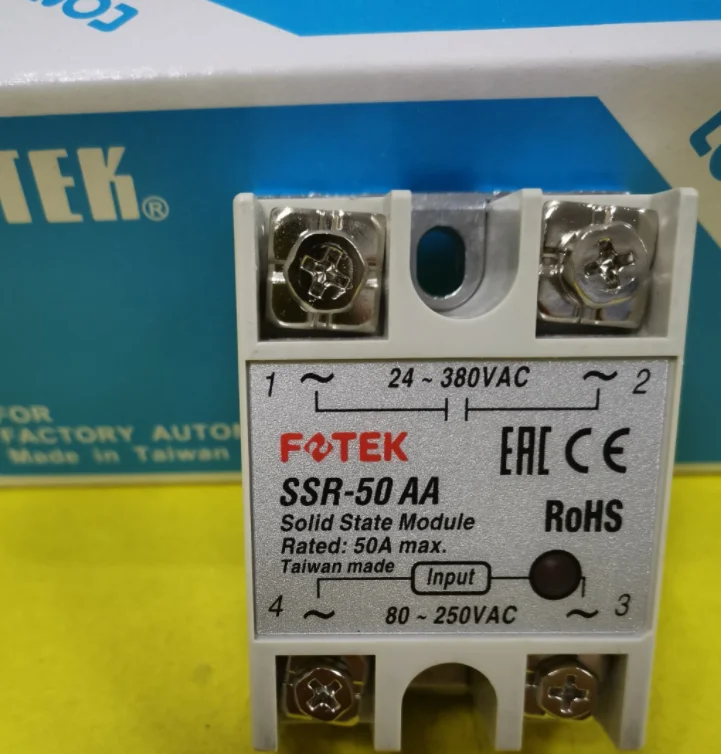 TEK®
FOR
FACTORY AUTO
Made in Taiwan
1 ~ 24 ~ 380VAC ~ 2
FOTEK
EAC CE
SSR-50 AA
Solid State Module
RoHS
Rated: 50A max.
Taiwan made
Input
4 ~ 80 ~ 250VAC ~ 3